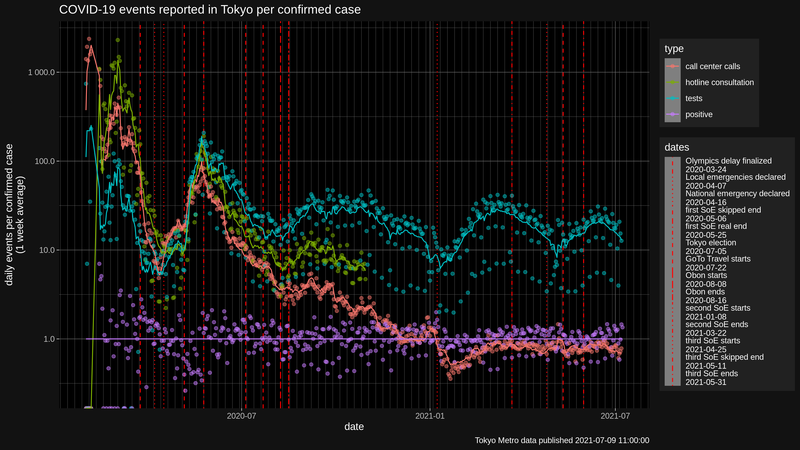 COVID-19 events reported in Tokyo per confirmed case
daily events per confirmed case
(1 week average)
1 000.0
100.0
10.0
1.0
2020-07
2021-01
2021-07
date
Tokyo Metro data published 2021-07-09 11:00:00
type
call center calls
hotline consultation
tests
positive
dates
Olympics delay finalized
2020-03-24
Local emergencies declared
2020-04-07
National emergency declared
2020-04-16
first SoE skipped end
2020-05-06
first SoE real end
2020-05-25
Tokyo election
2020-07-05
GoTo Travel starts
2020-07-22
Obon starts
2020-08-08
Obon ends
2020-08-16
second SoE starts
2021-01-08
second SoE ends
2021-03-22
third SoE starts
2021-04-25
third SoE skipped end
2021-05-11
third SoE ends
2021-05-31